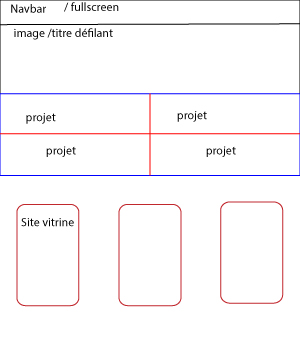 Navbar / fullscreen
image /titre défilant
projet projet
projet projet
Site vitrine